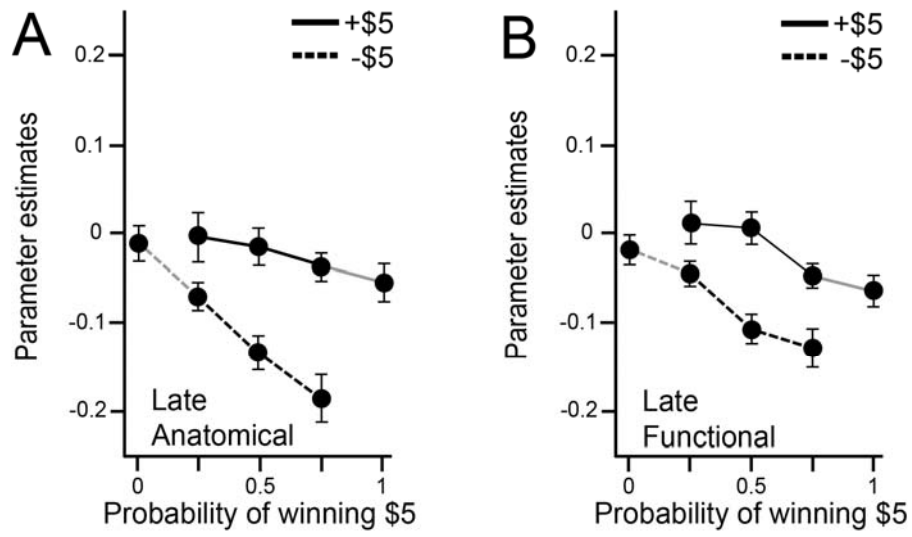 A
+$5
-$5
Parameter estimates
0.2
0.1
0
-0.1
-0.2
Late
Anatomical
0
0.5
1
Probability of winning $5
B
+$5
-$5
Parameter estimates
0.2
0.1
0
-0.1
-0.2
Late
Functional
0
0.5
1
Probability of winning $5